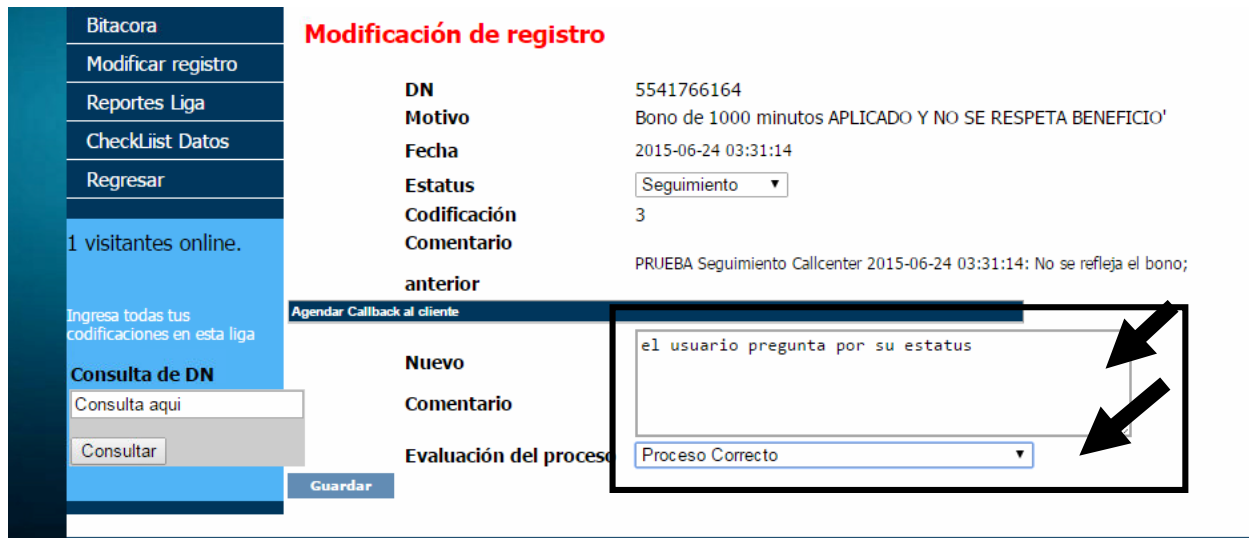 Bitacora
Modificar registro
Reportes Liga
CheckLiist Datos
Regresar
1 visitantes online.
Ingresa todas tus
codificaciones en esta liga
Consulta de DN
Consulta aqui
Consultar
Modificación de registro
DN 5541766164
Motivo Bono de 1000 minutos APLICADO Y NO SE RESPETA BENEFICIO'
Fecha 2015-06-24 03:31:14
Estatus Seguimiento
Codificación 3
Comentario
anterior PRUEBA Seguimiento Callcenter 2015-06-24 03:31:14: No se refleja el bono;
Agendar Callback al cliente
Nuevo
Comentario el usuario pregunta por su estatus
Evaluación del proceso Proceso Correcto
Guardar